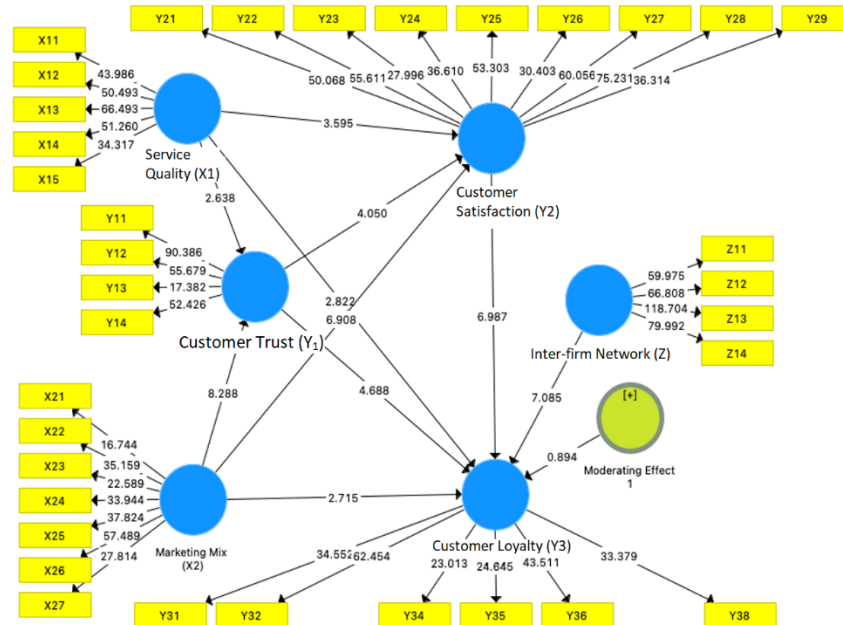 Y21
Y22
Y23
Y24
Y25
Y26
Y27
Y28
Y29
X11
X12
X13
X14
X15
50.068
55.611
27.996
36.610
53.303
30.403
60.056
75.231
36.314
43.986
50.493
66.493
51.260
34.317
Service
Quality (X1)
3.595
Customer
Satisfaction (Y2)
2.638
4.050
Y11
Y12
Y13
Y14
90.386
55.679
17.382
52.426
Customer Trust (Y1)
2.822
6.908
6.987
Z11
Z12
Z13
Z14
59.975
66.808
118.704
79.992
Inter-firm Network (Z)
8.288
4.688
7.085
[+]
Moderating Effect
1
0.894
X21
X22
X23
X24
X25
X26
X27
16.744
35.159
22.589
33.944
37.824
57.489
27.814
Marketing Mix
(X2)
2.715
Customer Loyalty (Y3)
34.552
62.454
23.013
24.645
43.511
33.379
Y31
Y32
Y34
Y35
Y36
Y38